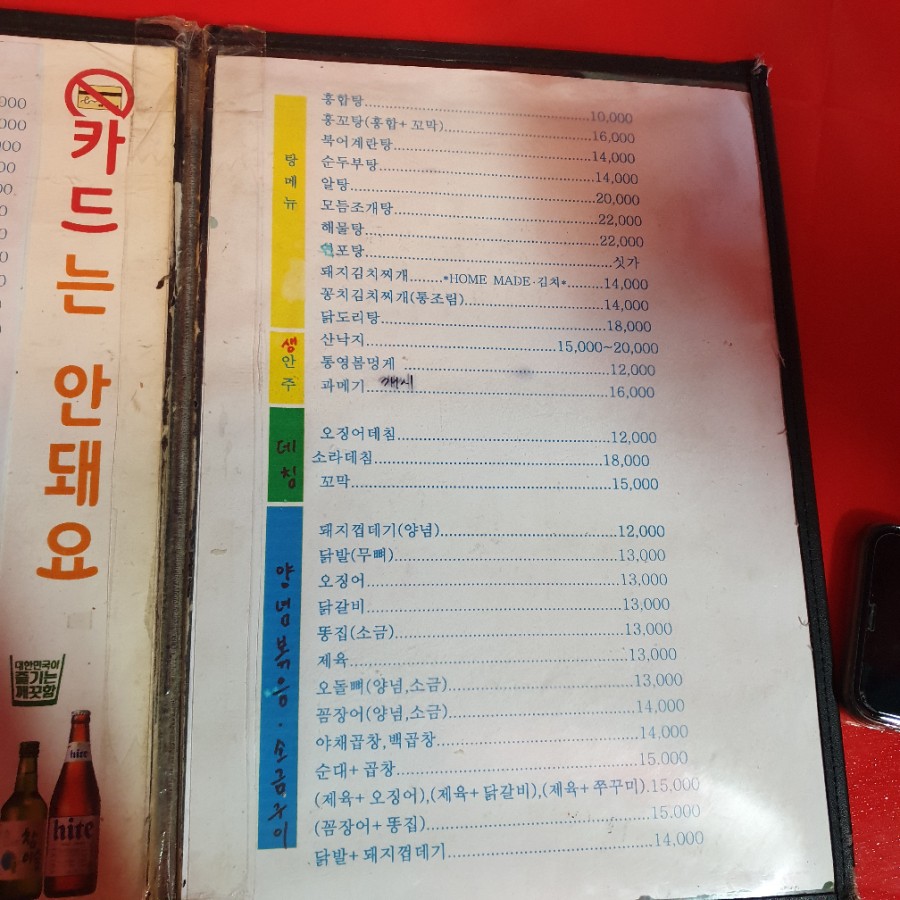 카드는 안돼요
대한민국이
즐기는
깨끗함
hite
hite
탕메뉴
홍합탕 10,000
홍꼬탕(홍합+꼬막) 16,000
북어계란탕 14,000
순두부탕 14,000
알탕 20,000
모듬조개탕 22,000
해물탕 22,000
연포탕 싯가
돼지김치찌개 *HOME MADE·김치* 14,000
꽁치김치찌개(통조림) 14,000
닭도리탕 18,000
생안주
산낙지 15,000~20,000
통영봄멍게 12,000
과메기 개시 16,000
데침
오징어데침 12,000
소라데침 18,000
꼬막 15,000
양념볶음·소금구이
돼지껍데기(양념) 12,000
닭발(무뼈) 13,000
오징어 13,000
닭갈비 13,000
똥집(소금) 13,000
제육 13,000
오돌뼈(양념,소금) 13,000
꼼장어(양념,소금) 14,000
야채곱창,백곱창 14,000
순대+곱창 15.000
(제육+오징어),(제육+닭갈비),(제육+쭈꾸미).15,000
(꼼장어+똥집) 15.000
닭발+돼지껍데기 14,000